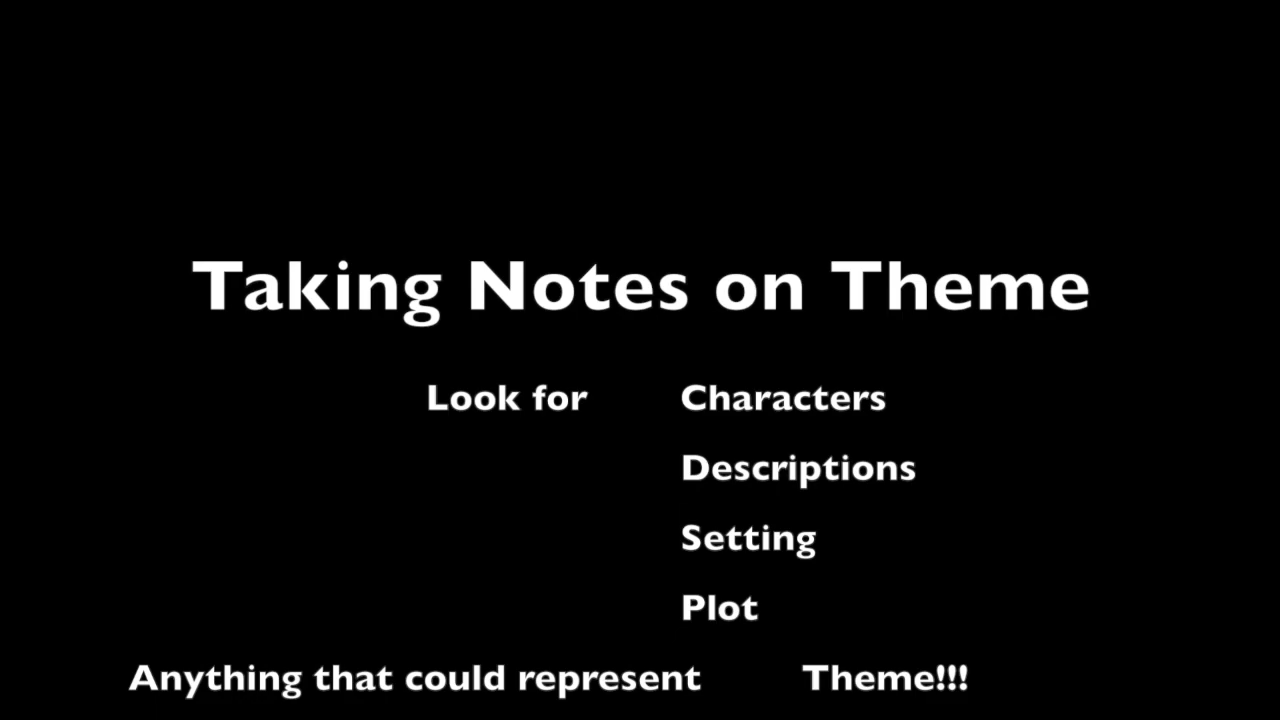 Taking Notes on Theme
Look for Characters
Descriptions
Setting
Plot
Anything that could represent Theme!!!